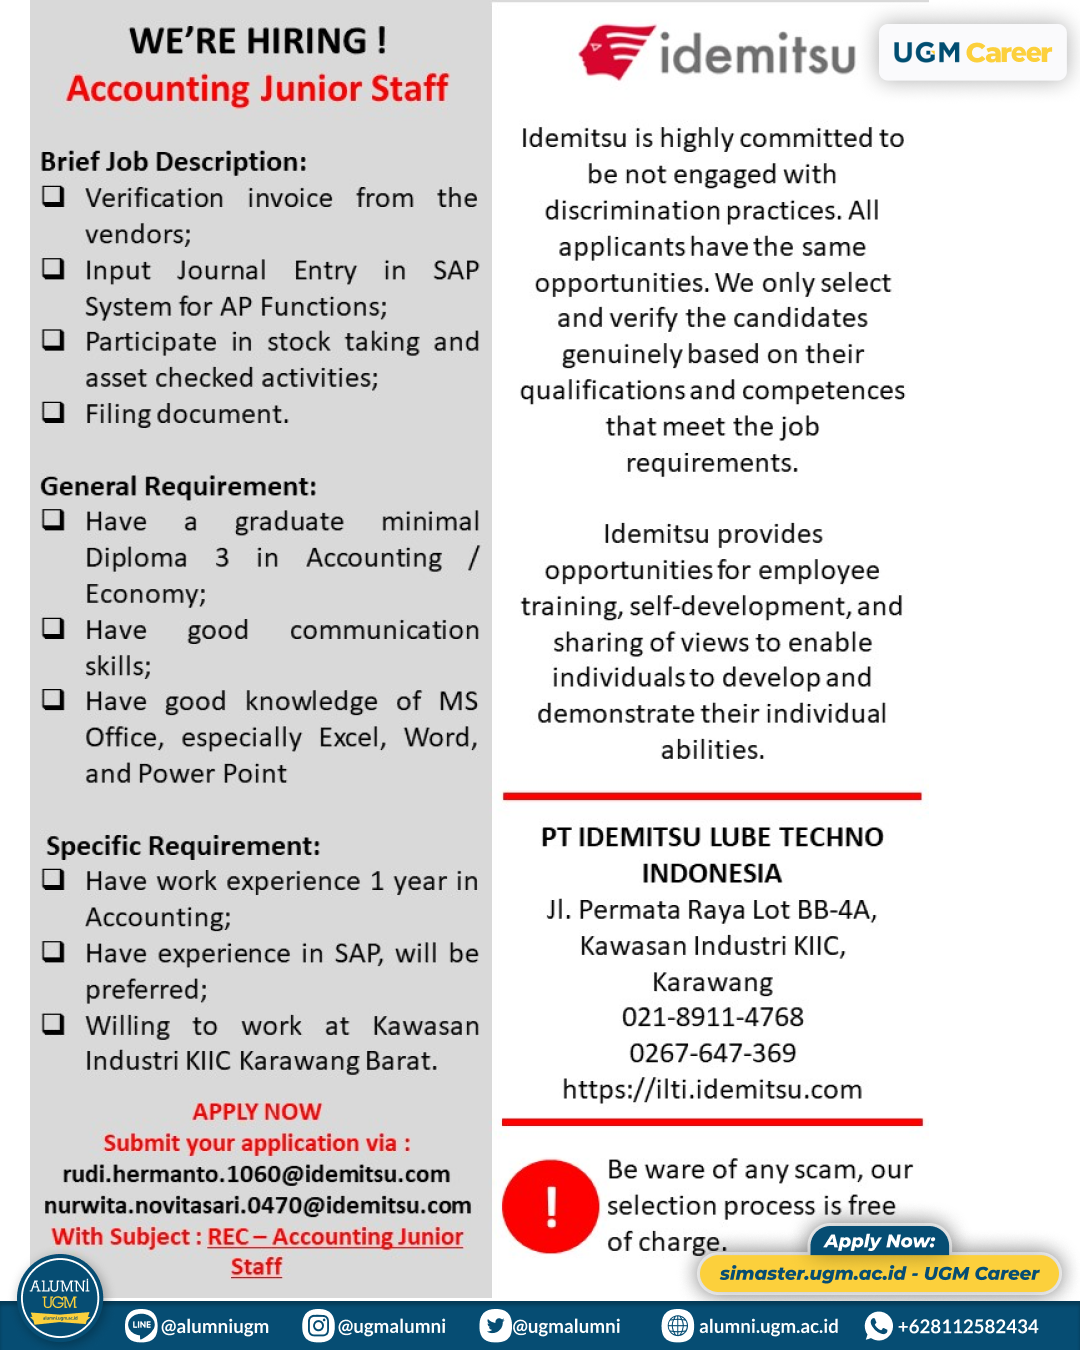 WE'RE HIRING !
Accounting Junior Staff
Brief Job Description:
❑ Verification invoice from the
vendors;
❑ Input Journal Entry in SAP
System for AP Functions;
❑ Participate in stock taking and
asset checked activities;
❑ Filing document.
General Requirement:
❑ Have a graduate minimal
Diploma 3 in Accounting /
Economy;
❑ Have good communication
skills;
❑ Have good knowledge of MS
Office, especially Excel, Word,
and Power Point
Specific Requirement:
❑ Have work experience 1 year in
Accounting;
❑ Have experience in SAP, will be
preferred;
❑ Willing to work at Kawasan
Industri KIIC Karawang Barat.
APPLY NOW
Submit your application via :
rudi.hermanto.1060@idemitsu.com
nurwita.novitasari.0470@idemitsu.com
With Subject : REC – Accounting Junior
Staff
idemitsu
UGM Career
Idemitsu is highly committed to
be not engaged with
discrimination practices. All
applicants have the same
opportunities. We only select
and verify the candidates
genuinely based on their
qualifications and competences
that meet the job
requirements.
Idemitsu provides
opportunities for employee
training, self-development, and
sharing of views to enable
individuals to develop and
demonstrate their individual
abilities.
PT IDEMITSU LUBE TECHNO
INDONESIA
Jl. Permata Raya Lot BB-4A,
Kawasan Industri KIIC,
Karawang
021-8911-4768
0267-647-369
https://ilti.idemitsu.com
!
Be ware of any scam, our
selection process is free
of charge.
Apply Now:
simaster.ugm.ac.id - UGM Career
ALUMNI
UGM
alumni.ugm.ac.id
LINE @alumniugm
@ugmalumni
@ugmalumni
alumni.ugm.ac.id
+628112582434